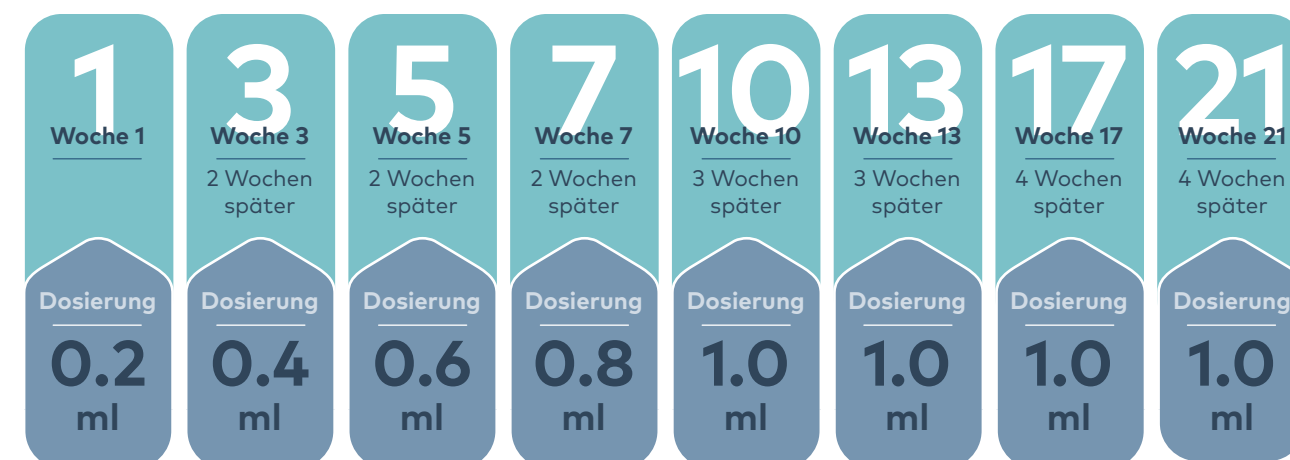 1
Woche 1
Dosierung
0.2
ml
3
Woche 3
2 Wochen
später
Dosierung
0.4
ml
5
Woche 5
2 Wochen
später
Dosierung
0.6
ml
7
Woche 7
2 Wochen
später
Dosierung
0.8
ml
10
Woche 10
3 Wochen
später
Dosierung
1.0
ml
13
Woche 13
3 Wochen
später
Dosierung
1.0
ml
17
Woche 17
4 Wochen
später
Dosierung
1.0
ml
21
Woche 21
4 Wochen
später
Dosierung
1.0
ml